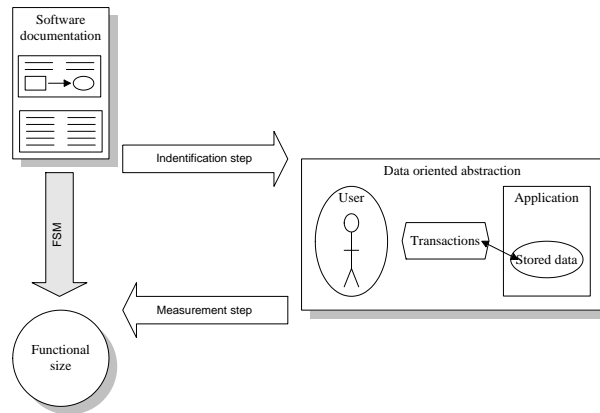 Software
documentation
Indentification step
Data oriented abstraction
User
Application
Transactions
Stored data
FSM
Measurement step
Functional
size